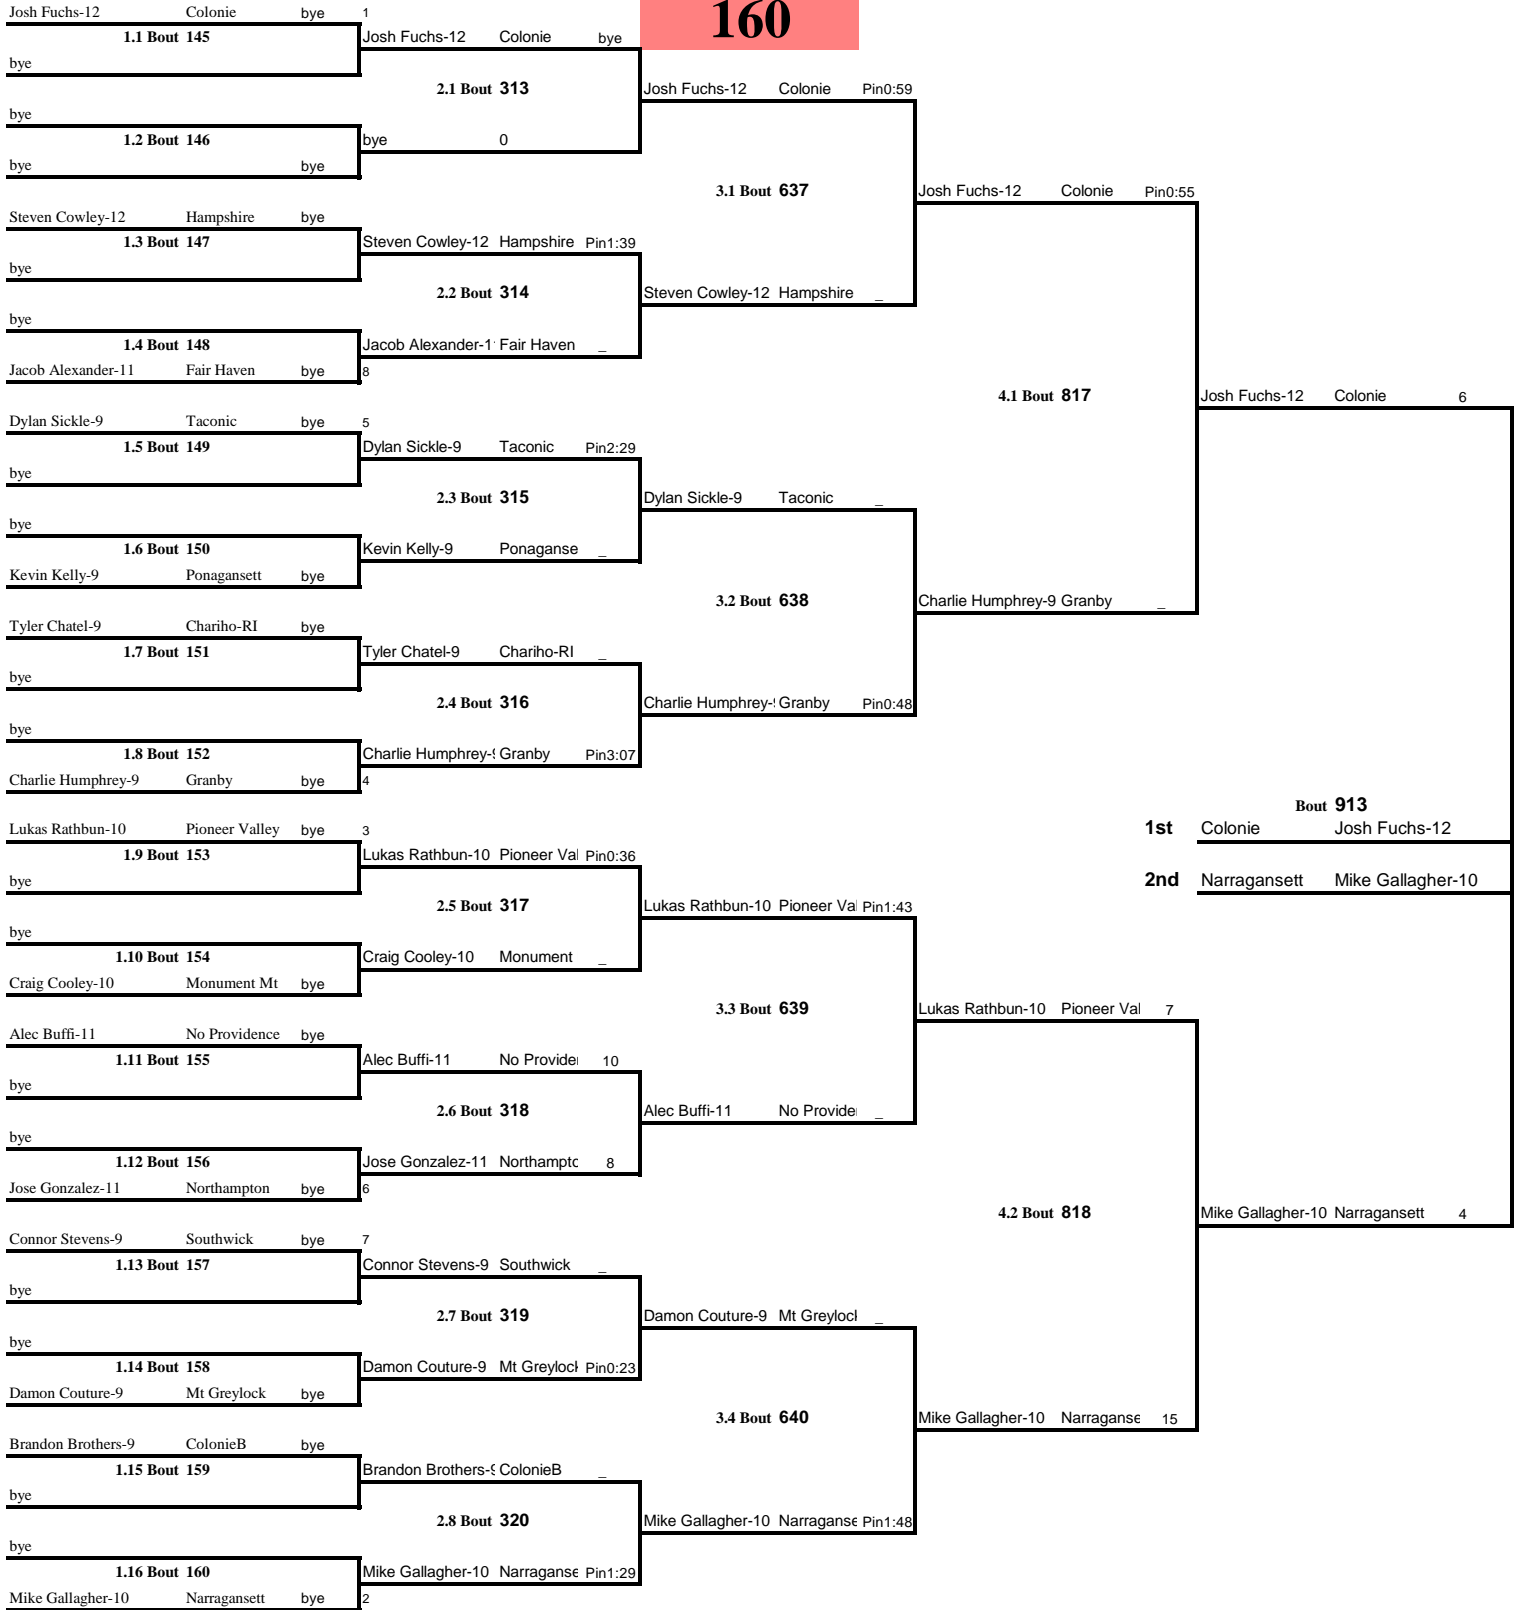 160
Josh Fuchs-12 Colonie bye 1
1.1 Bout 145
bye
bye
1.2 Bout 146
bye bye
Steven Cowley-12 Hampshire bye
1.3 Bout 147
bye
bye
1.4 Bout 148
Jacob Alexander-11 Fair Haven bye 8
Dylan Sickle-9 Taconic bye 5
1.5 Bout 149
bye
bye
1.6 Bout 150
Kevin Kelly-9 Ponagansett bye
Tyler Chatel-9 Chariho-RI bye
1.7 Bout 151
bye
bye
1.8 Bout 152
Charlie Humphrey-9 Granby bye 4
Lukas Rathbun-10 Pioneer Valley bye 3
1.9 Bout 153
bye
bye
1.10 Bout 154
Craig Cooley-10 Monument Mt bye
Alec Buffi-11 No Providence bye
1.11 Bout 155
bye
bye
1.12 Bout 156
Jose Gonzalez-11 Northampton bye 6
Connor Stevens-9 Southwick bye 7
1.13 Bout 157
bye
bye
1.14 Bout 158
Damon Couture-9 Mt Greylock bye
Brandon Brothers-9 ColonieB bye
1.15 Bout 159
bye
bye
1.16 Bout 160
Mike Gallagher-10 Narragansett bye 2
Josh Fuchs-12 Colonie bye
2.1 Bout 313
bye 0
Steven Cowley-12 Hampshire Pin1:39
2.2 Bout 314
Jacob Alexander-1 Fair Haven _
Dylan Sickle-9 Taconic Pin2:29
2.3 Bout 315
Kevin Kelly-9 Ponaganse _
Tyler Chatel-9 Chariho-RI _
2.4 Bout 316
Charlie Humphrey-9 Granby Pin3:07
Lukas Rathbun-10 Pioneer Val Pin0:36
2.5 Bout 317
Craig Cooley-10 Monument _
Alec Buffi-11 No Provide 10
2.6 Bout 318
Jose Gonzalez-11 Northampto 8
Connor Stevens-9 Southwick _
2.7 Bout 319
Damon Couture-9 Mt Greylock Pin0:23
Brandon Brothers-9 ColonieB _
2.8 Bout 320
Mike Gallagher-10 Narraganse Pin1:29
Josh Fuchs-12 Colonie Pin0:59
3.1 Bout 637
Steven Cowley-12 Hampshire _
Dylan Sickle-9 Taconic _
3.2 Bout 638
Charlie Humphrey- Granby Pin0:48
Lukas Rathbun-10 Pioneer Val Pin1:43
3.3 Bout 639
Alec Buffi-11 No Provide _
Damon Couture-9 Mt Greylock _
3.4 Bout 640
Mike Gallagher-10 Narraganse Pin1:48
Josh Fuchs-12 Colonie Pin0:55
4.1 Bout 817
Charlie Humphrey-9 Granby _
Lukas Rathbun-10 Pioneer Val 7
4.2 Bout 818
Mike Gallagher-10 Narraganse 15
Josh Fuchs-12 Colonie 6
Bout 913
1st Colonie Josh Fuchs-12
2nd Narragansett Mike Gallagher-10
Mike Gallagher-10 Narragansett 4